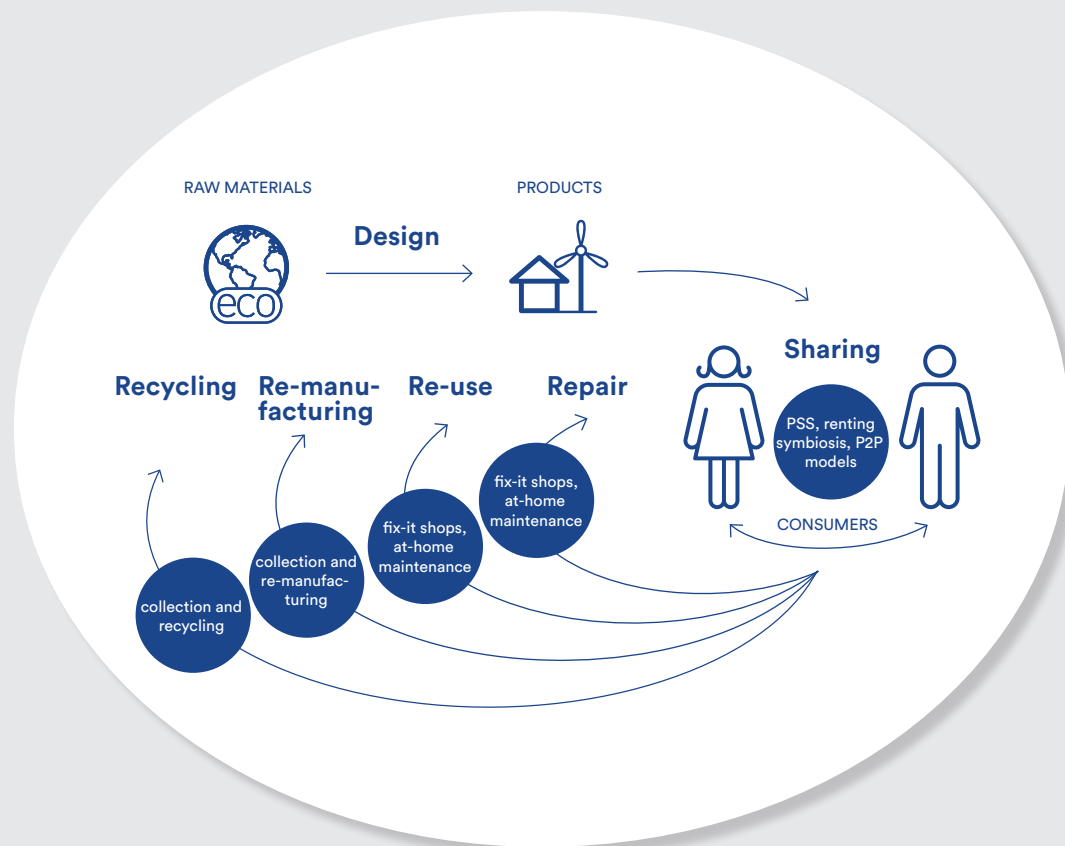 RAW MATERIALS
PRODUCTS
Design
eco
Sharing
PSS, renting
symbiosis, P2P
models
CONSUMERS
Recycling
Re-manu-
facturing
Re-use
Repair
fix-it shops,
at-home
maintenance
fix-it shops,
at-home
maintenance
collection and
re-manufac-
turing
collection and
recycling